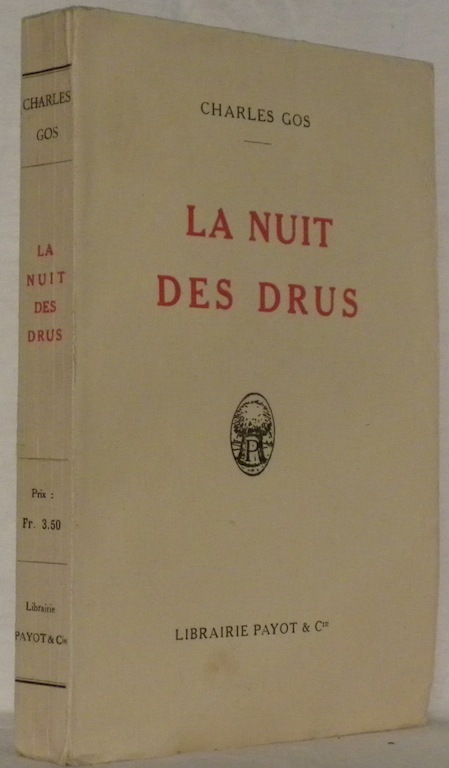 CHARLES
GOS
LA
NUIT
DES
DRUS
Prix :
Fr. 3.50
Librairie
PAYOT & Cie
CHARLES GOS
LA NUIT
DES DRUS
P
LIBRAIRIE PAYOT & CIE